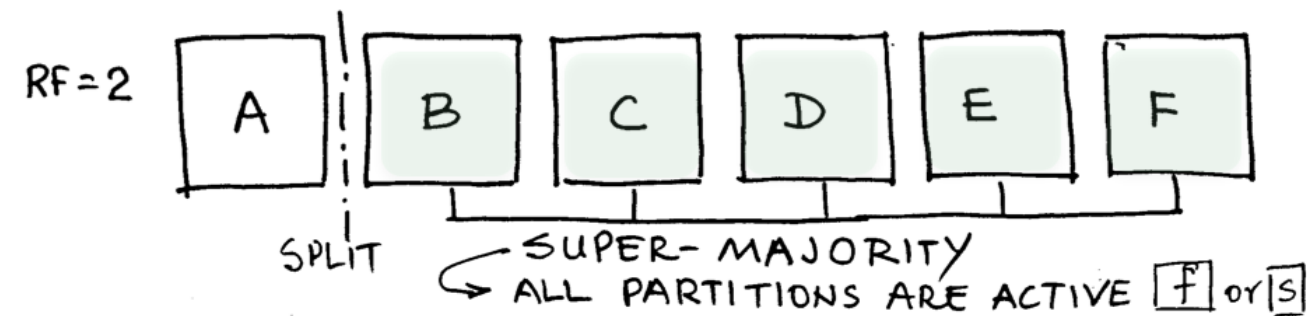 RF=2
A
B
C
D
E
F
SPLIT
SUPER-MAJORITY
ALL PARTITIONS ARE ACTIVE f or S